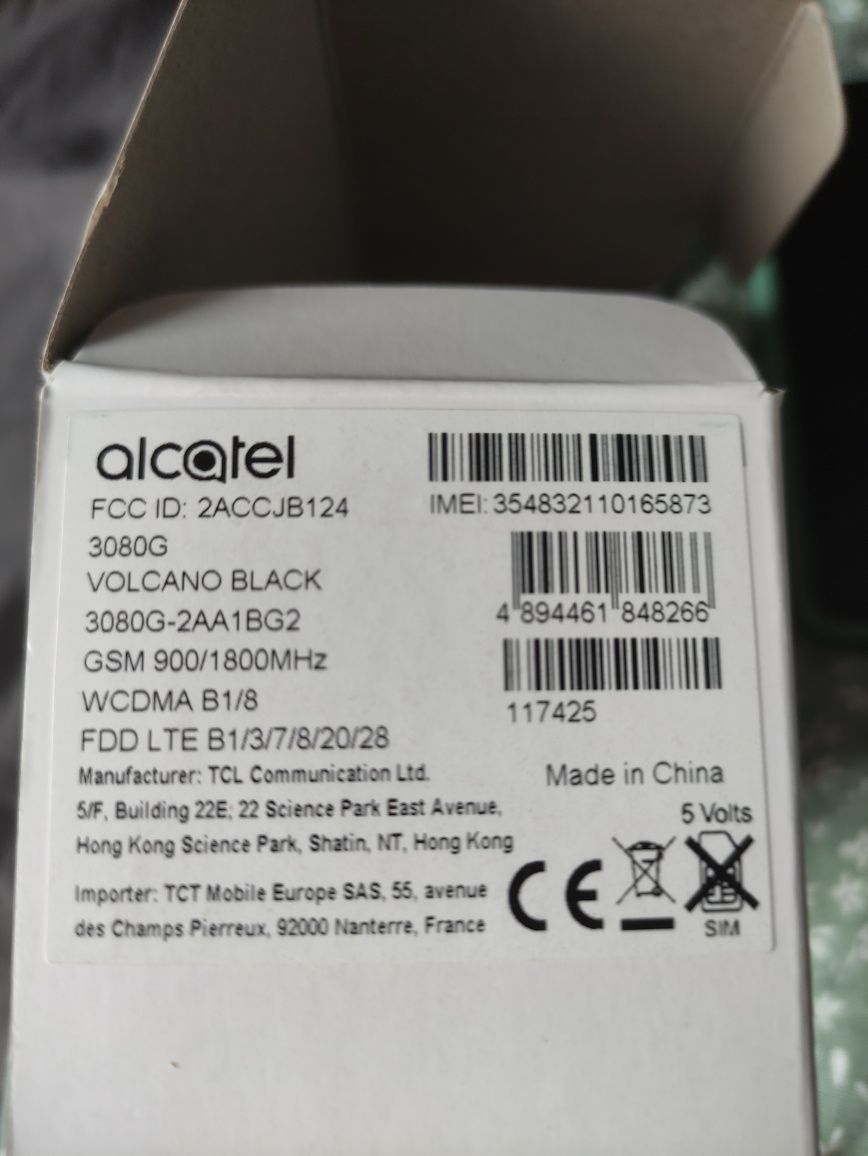 alcatel
FCC ID: 2ACCJB124
3080G
VOLCANO BLACK
3080G-2AA1BG2
GSM 900/1800MHz
WCDMA B1/8
FDD LTE B1/3/7/8/20/28
Manufacturer: TCL Communication Ltd.
5/F, Building 22E, 22 Science Park East Avenue,
Hong Kong Science Park, Shatin, NT, Hong Kong
Importer: TCT Mobile Europe SAS, 55, avenue
des Champs Pierreux, 92000 Nanterre, France
IMEI: 354832110165873
4 894461 848266
117425
Made in China
5 Volts
CE
SIM